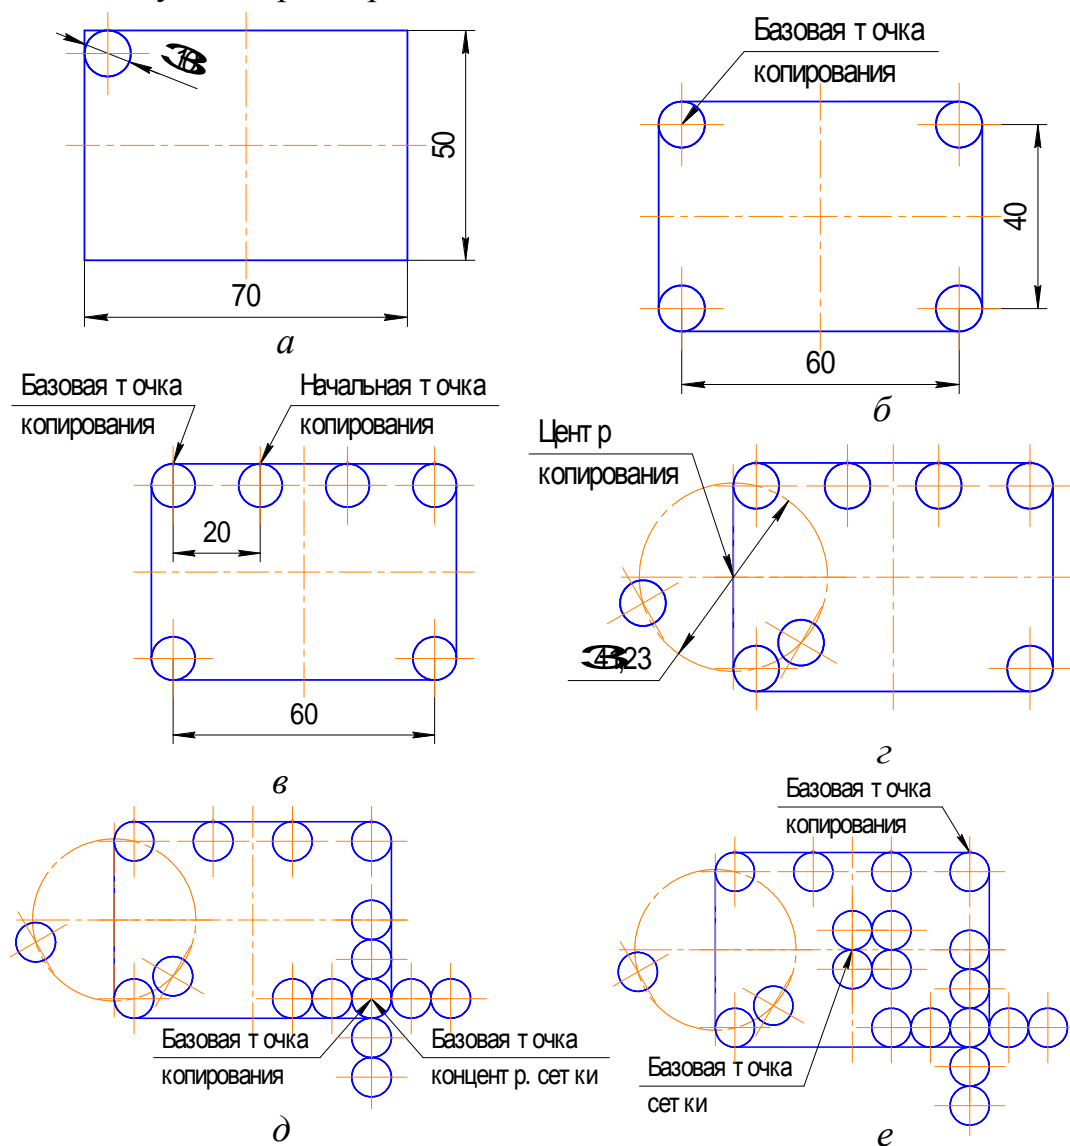 50
70
а
Базовая точка
копирования
40
60
б
Базовая точка
копирования
Начальная точка
копирования
20
60
в
Центр
копирования
г
Базовая точка
копирования
Базовая точка
концентр. сетки
д
Базовая точка
копирования
Базовая точка
сетки
е